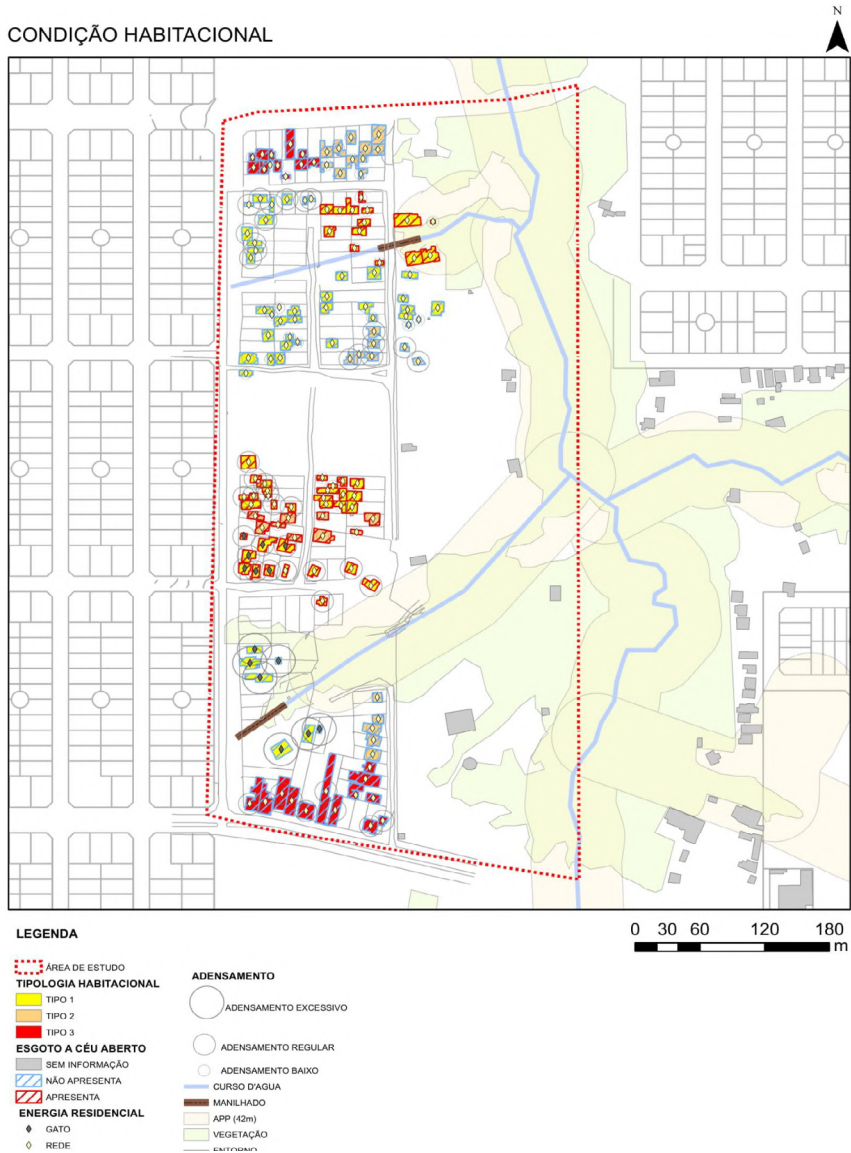 N
CONDIÇÃO HABITACIONAL
LEGENDA
0 30 60 120 180
m
ÁREA DE ESTUDO
TIPOLOGIA HABITACIONAL
TIPO 1
TIPO 2
TIPO 3
ESGOTO A CÉU ABERTO
SEM INFORMAÇÃO
NÃO APRESENTA
APRESENTA
ENERGIA RESIDENCIAL
GATO
REDE
ADENSAMENTO
ADENSAMENTO EXCESSIVO
ADENSAMENTO REGULAR
ADENSAMENTO BAIXO
CURSO D'AGUA
MANILHADO
APP (42m)
VEGETAÇÃO
ENTORNO